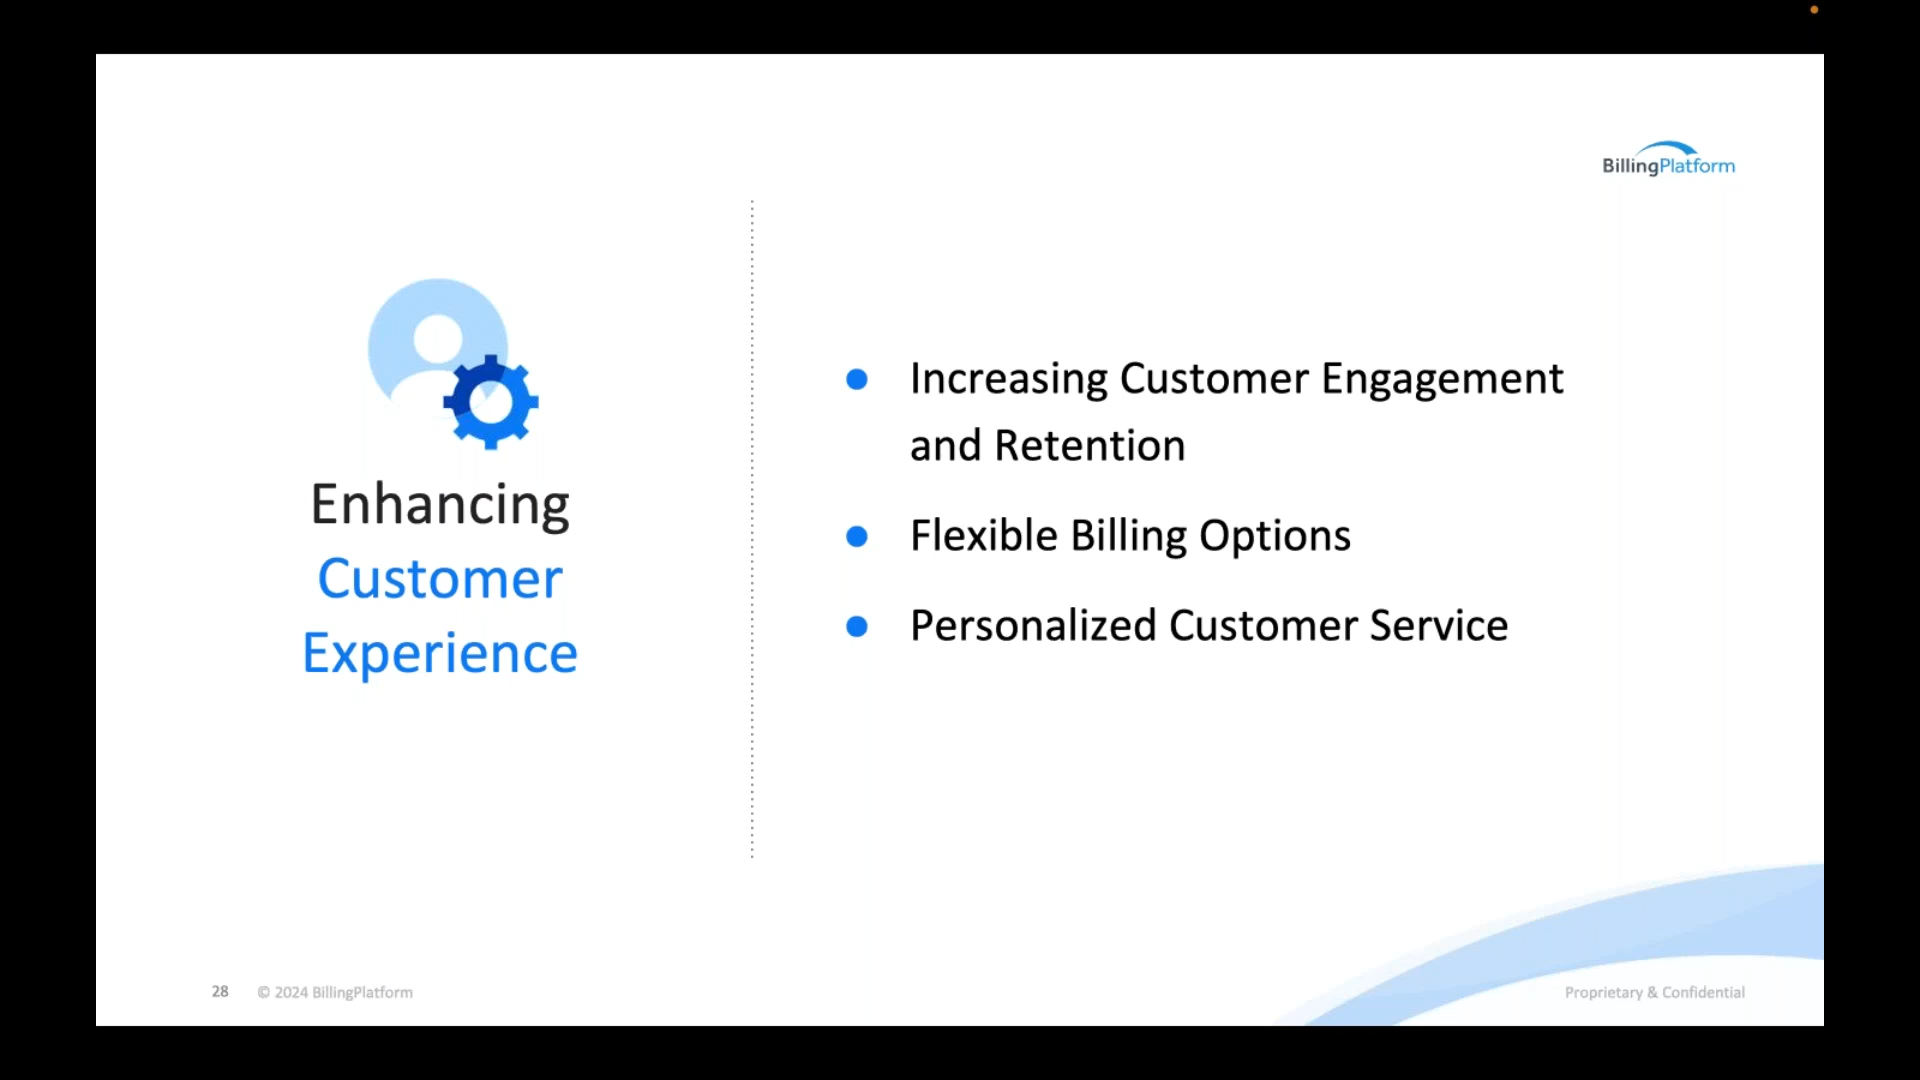 BillingPlatform
Enhancing
Customer
Experience
● Increasing Customer Engagement
and Retention
● Flexible Billing Options
● Personalized Customer Service
28 © 2024 BillingPlatform
Proprietary & Confidential